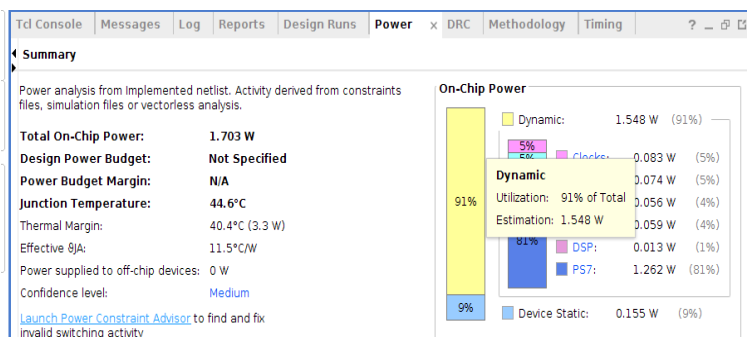 Tcl Console Messages Log Reports Design Runs Power × DRC Methodology Timing ? _
Summary
Power analysis from Implemented netlist. Activity derived from constraints
files, simulation files or vectorless analysis.
Total On-Chip Power: 1.703 W
Design Power Budget: Not Specified
Power Budget Margin: N/A
Junction Temperature: 44.6°C
Thermal Margin: 40.4°C (3.3 W)
Effective ϑJA: 11.5°C/W
Power supplied to off-chip devices: 0 W
Confidence level: Medium
Launch Power Constraint Advisor to find and fix
invalid switching activity
On-Chip Power
Dynamic: 1.548 W (91%)
5% Clocks: 0.083 W (5%)
5% 0.074 W (5%)
0.056 W (4%)
0.059 W (4%)
81% DSP: 0.013 W (1%)
PS7: 1.262 W (81%)
91%
Dynamic
Utilization: 91% of Total
Estimation: 1.548 W
9% Device Static: 0.155 W (9%)